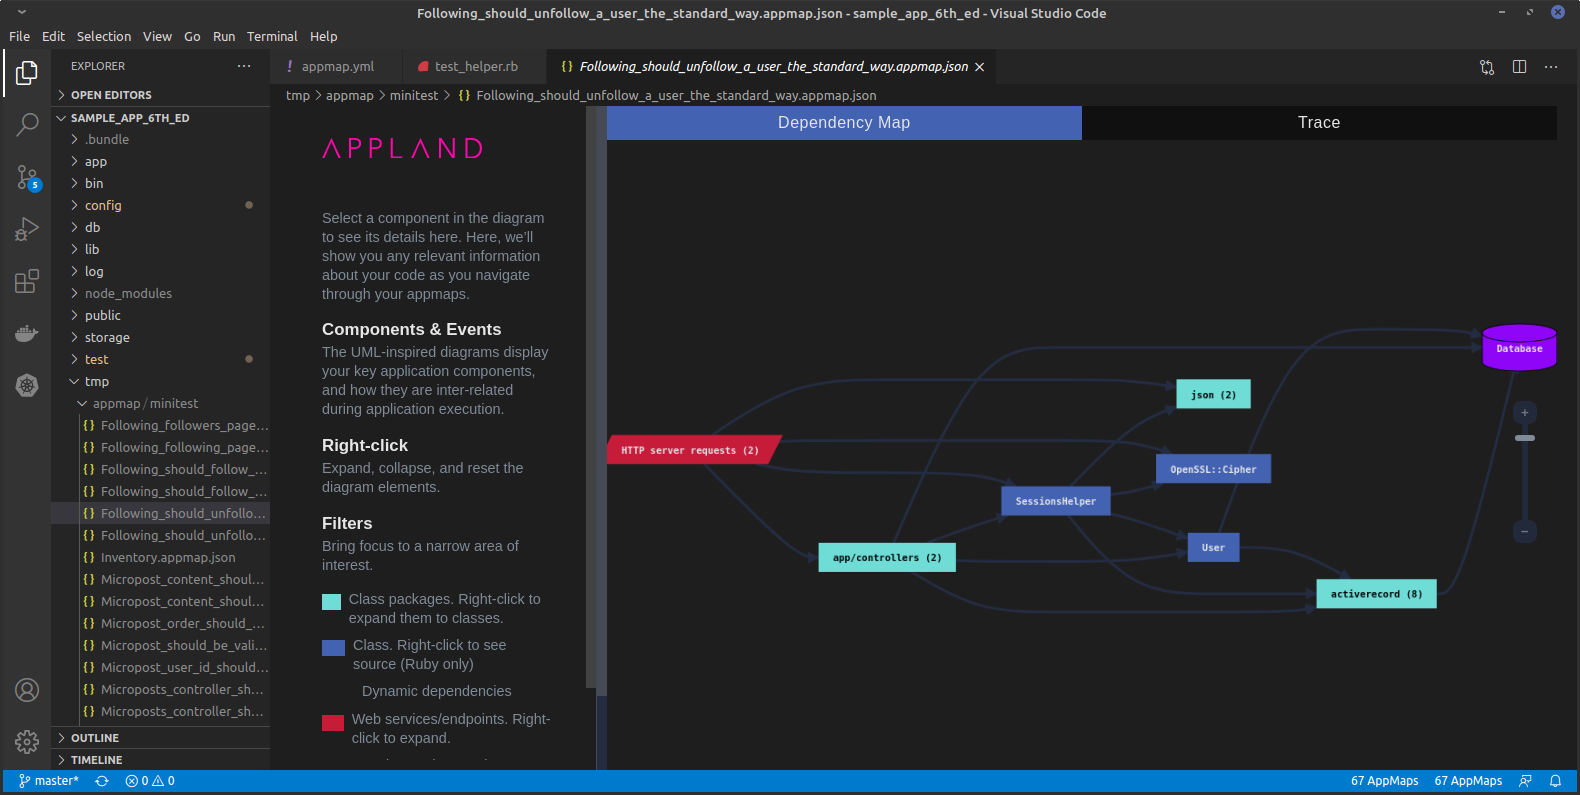 Following_should_unfollow_a_user_the_standard_way.appmap.json - sample_app_6th_ed - Visual Studio Code
File Edit Selection View Go Run Terminal Help
EXPLORER
OPEN EDITORS
SAMPLE_APP_6TH_ED
.bundle
app
bin
config
db
lib
log
node_modules
public
storage
test
tmp
appmap/minitest
{} Following_followers_page...
{} Following_following_page...
{} Following_should_follow_...
{} Following_should_follow_...
{} Following_should_unfollo...
{} Following_should_unfollo...
{} Inventory.appmap.json
{} Micropost_content_shoul...
{} Micropost_content_shoul...
{} Micropost_order_should_...
{} Micropost_should_be_vali...
{} Micropost_user_id_should...
{} Microposts_controller_sh...
{} Microposts_controller_sh...
OUTLINE
TIMELINE
5
! appmap.yml
test_helper.rb
{} Following_should_unfollow_a_user_the_standard_way.appmap.json
tmp > appmap > minitest > {} Following_should_unfollow_a_user_the_standard_way.appmap.json
APPLAND
Select a component in the diagram
to see its details here. Here, we'll
show you any relevant information
about your code as you navigate
through your appmaps.
Components & Events
The UML-inspired diagrams display
your key application components,
and how they are inter-related
during application execution.
Right-click
Expand, collapse, and reset the
diagram elements.
Filters
Bring focus to a narrow area of
interest.
Class packages. Right-click to
expand them to classes.
Class. Right-click to see
source (Ruby only)
Dynamic dependencies
Web services/endpoints. Right-
click to expand.
Dependency Map
Trace
Database
json (2)
HTTP server requests (2)
OpenSSL::Cipher
SessionsHelper
User
app/controllers (2)
activerecord (8)
+
−
master*
0
0
67 AppMaps
67 AppMaps